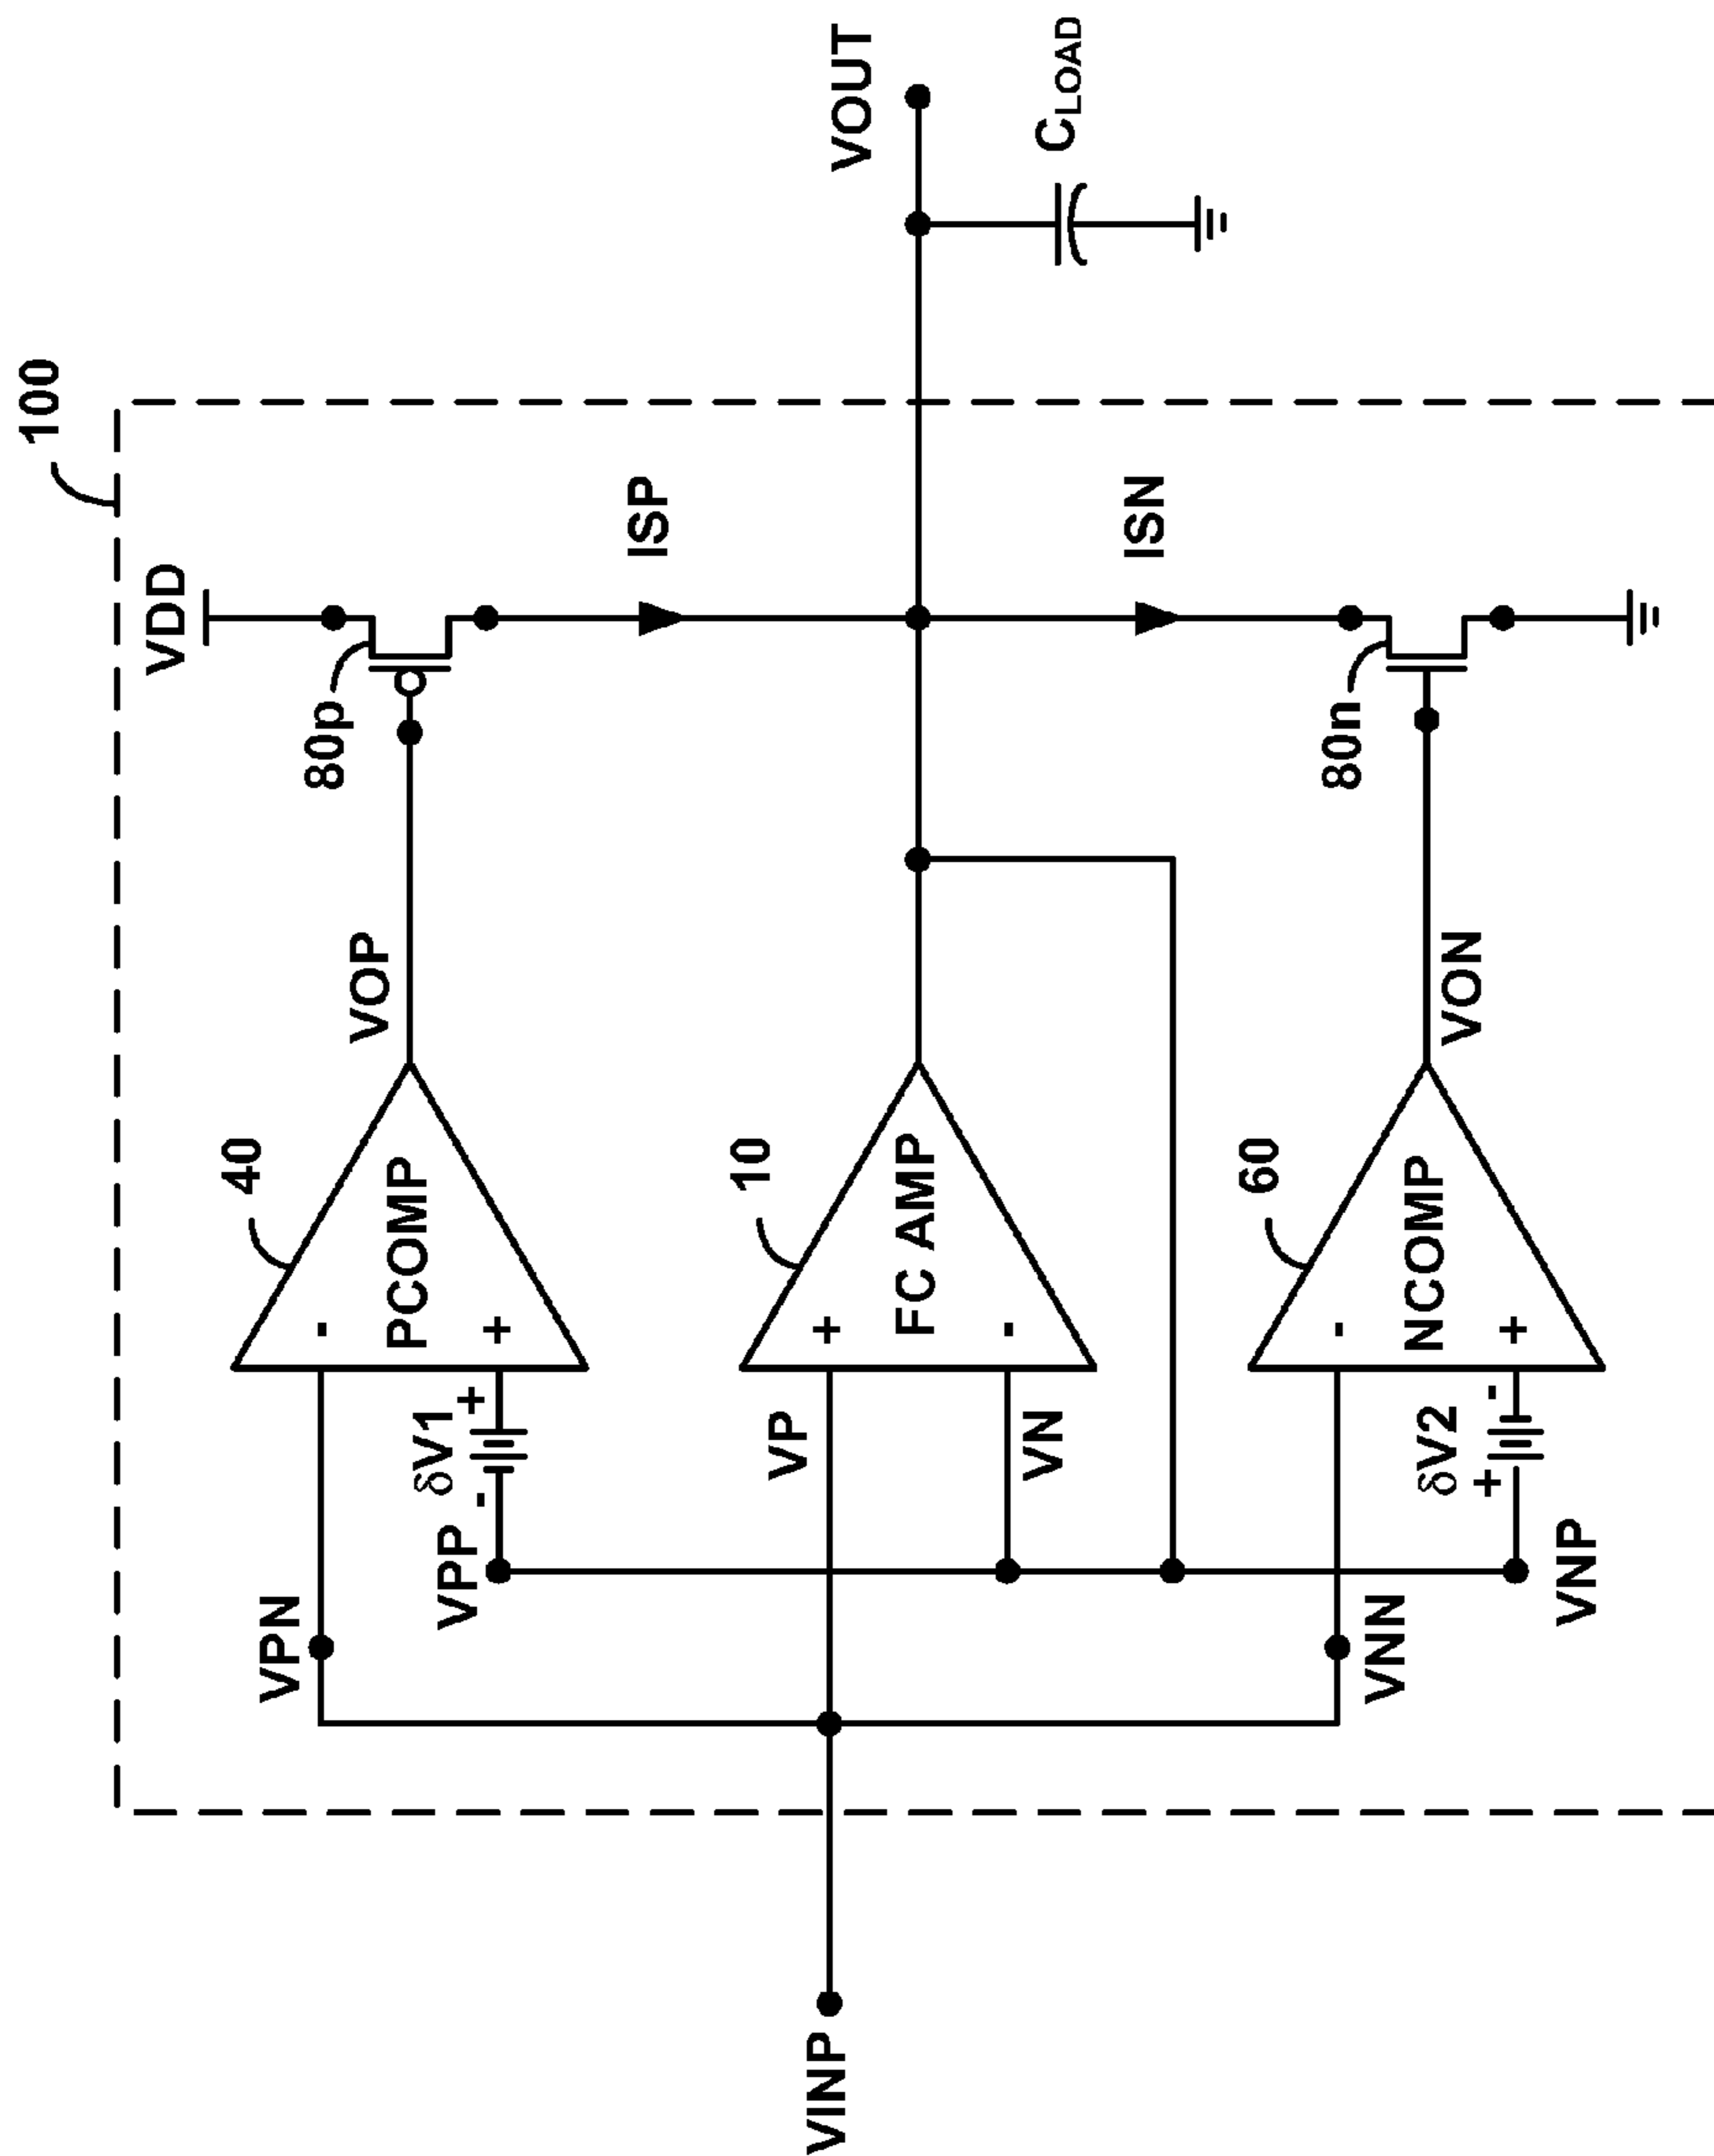 100
VDD
80p
ISP
VOP
40
PCOMP
-
+
δV1
+
-
VPN
VPP
VOUT
CLOAD
10
FC AMP
+
-
VP
VN
VINP
ISN
80n
VON
60
NCOMP
-
+
δV2
-
+
VNN
VNP